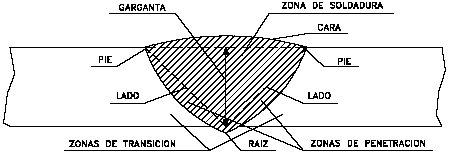 GARGANTA
ZONA DE SOLDADURA
CARA
PIE
PIE
LADO
LADO
ZONAS DE TRANSICION
RAIZ
ZONAS DE PENETRACION